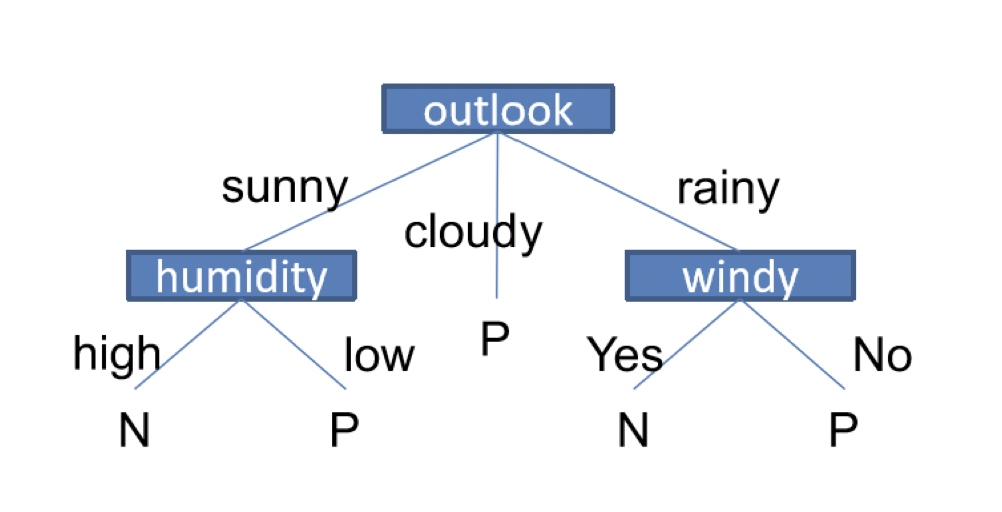 outlook
sunny
cloudy
rainy
humidity
windy
high
low
P
Yes
No
N
P
N
P